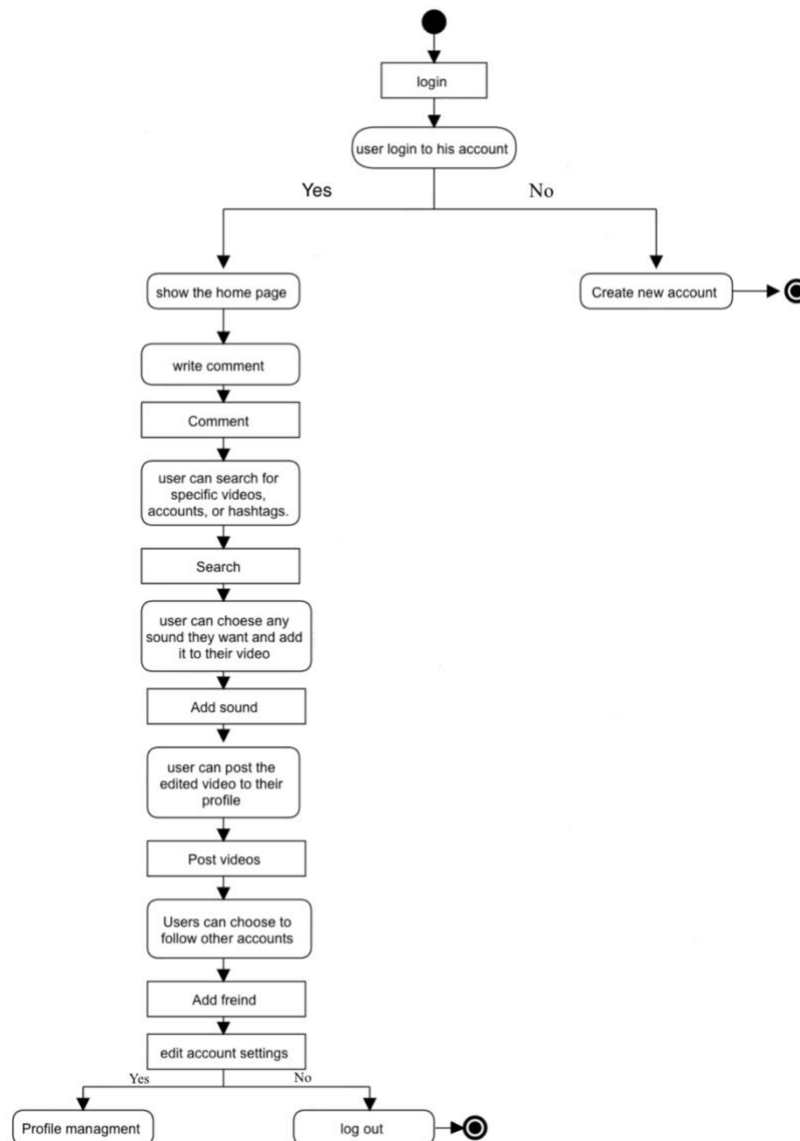 login
user login to his account
Yes
No
show the home page
Create new account
write comment
Comment
user can search for
specific videos,
accounts, or hashtags.
Search
user can choese any
sound they want and add
it to their video
Add sound
user can post the
edited video to their
profile
Post videos
Users can choose to
follow other accounts
Add freind
edit account settings
Yes
No
Profile managment
log out